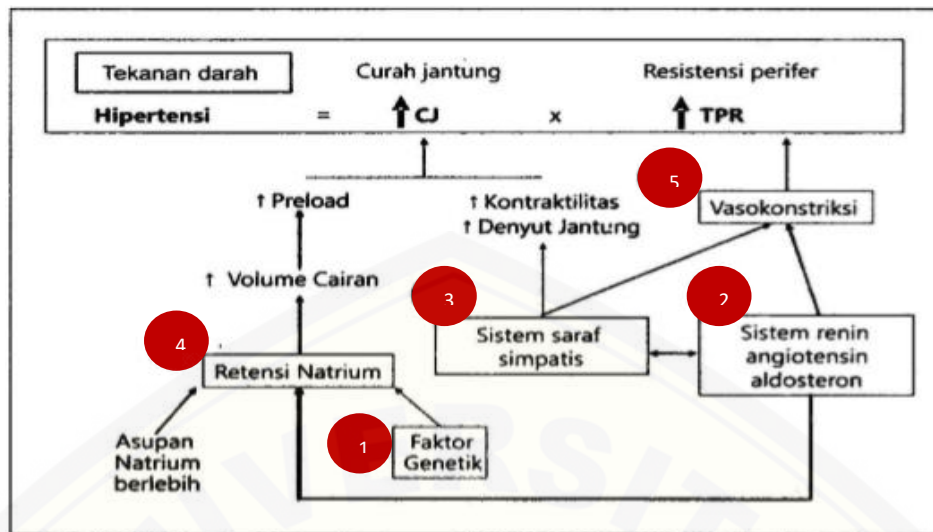 Tekanan darah
Curah jantung
Resistensi perifer
Hipertensi = ↑ CJ x ↑ TPR
5
↑ Preload
↑ Kontraktilitas
↑ Denyut Jantung
Vasokonstriksi
↑ Volume Cairan
3
2
Sistem saraf
simpatis
Sistem renin
angiotensin
aldosteron
4
Retensi Natrium
Asupan
Natrium
berlebih
1
Faktor
Genetik